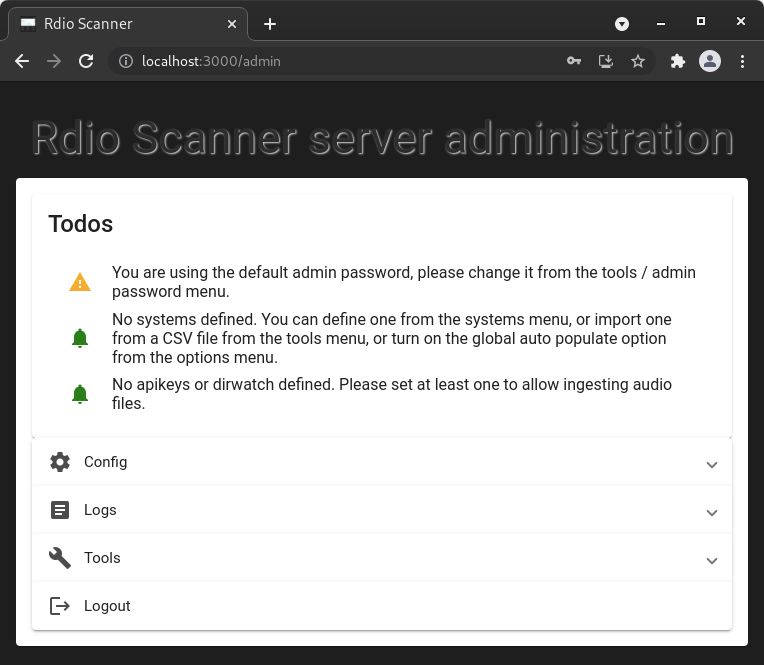 Rdio Scanner
localhost:3000/admin
Rdio Scanner server administration
Todos
You are using the default admin password, please change it from the tools / admin
password menu.
No systems defined. You can define one from the systems menu, or import one
from a CSV file from the tools menu, or turn on the global auto populate option
from the options menu.
No apikeys or dirwatch defined. Please set at least one to allow ingesting audio
files.
Config
Logs
Tools
Logout